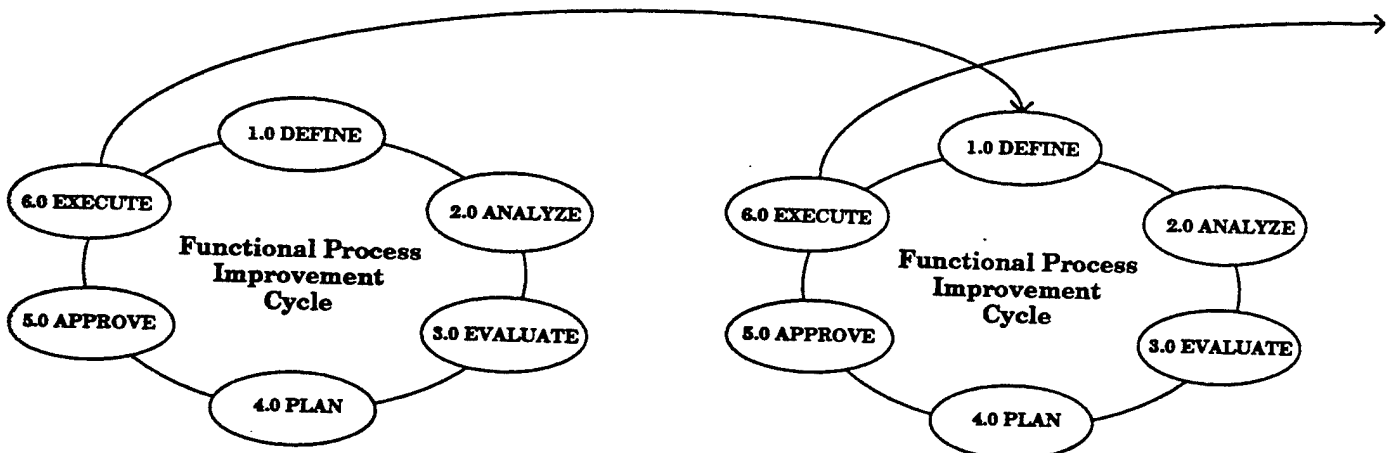 1.0 DEFINE
6.0 EXECUTE
2.0 ANALYZE
Functional Process
Improvement
Cycle
5.0 APPROVE
3.0 EVALUATE
4.0 PLAN
1.0 DEFINE
6.0 EXECUTE
2.0 ANALYZE
Functional Process
Improvement
Cycle
5.0 APPROVE
3.0 EVALUATE
4.0 PLAN